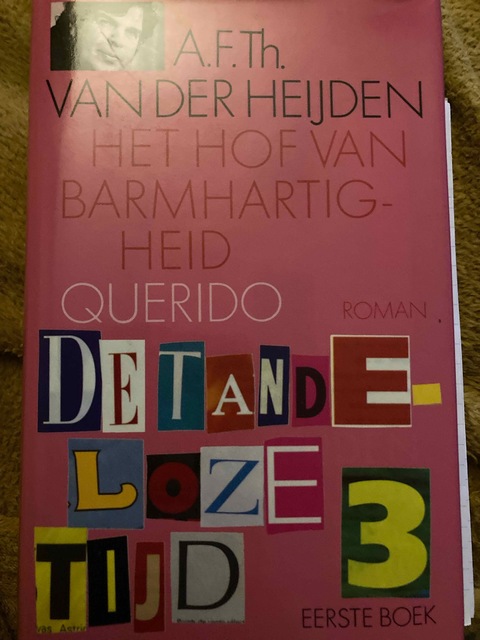 A.F.Th.
VAN DER HEIJDEN
HET HOF VAN
BARMHARTIG-
HEID
QUERIDO
ROMAN
DE TANDE-
LOZE
TIJD
3
EERSTE BOEK